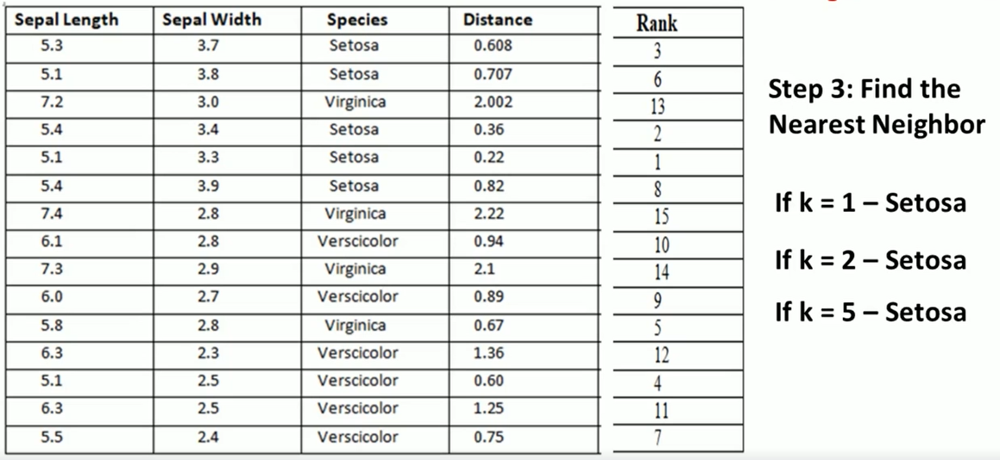 Sepal Length Sepal Width Species Distance Rank
5.3 3.7 Setosa 0.608 3
5.1 3.8 Setosa 0.707 6
7.2 3.0 Virginica 2.002 13
5.4 3.4 Setosa 0.36 2
5.1 3.3 Setosa 0.22 1
5.4 3.9 Setosa 0.82 8
7.4 2.8 Virginica 2.22 15
6.1 2.8 Verscicolor 0.94 10
7.3 2.9 Virginica 2.1 14
6.0 2.7 Verscicolor 0.89 9
5.8 2.8 Virginica 0.67 5
6.3 2.3 Verscicolor 1.36 12
5.1 2.5 Verscicolor 0.60 4
6.3 2.5 Verscicolor 1.25 11
5.5 2.4 Verscicolor 0.75 7
Step 3: Find the
Nearest Neighbor
If k = 1 – Setosa
If k = 2 – Setosa
If k = 5 – Setosa